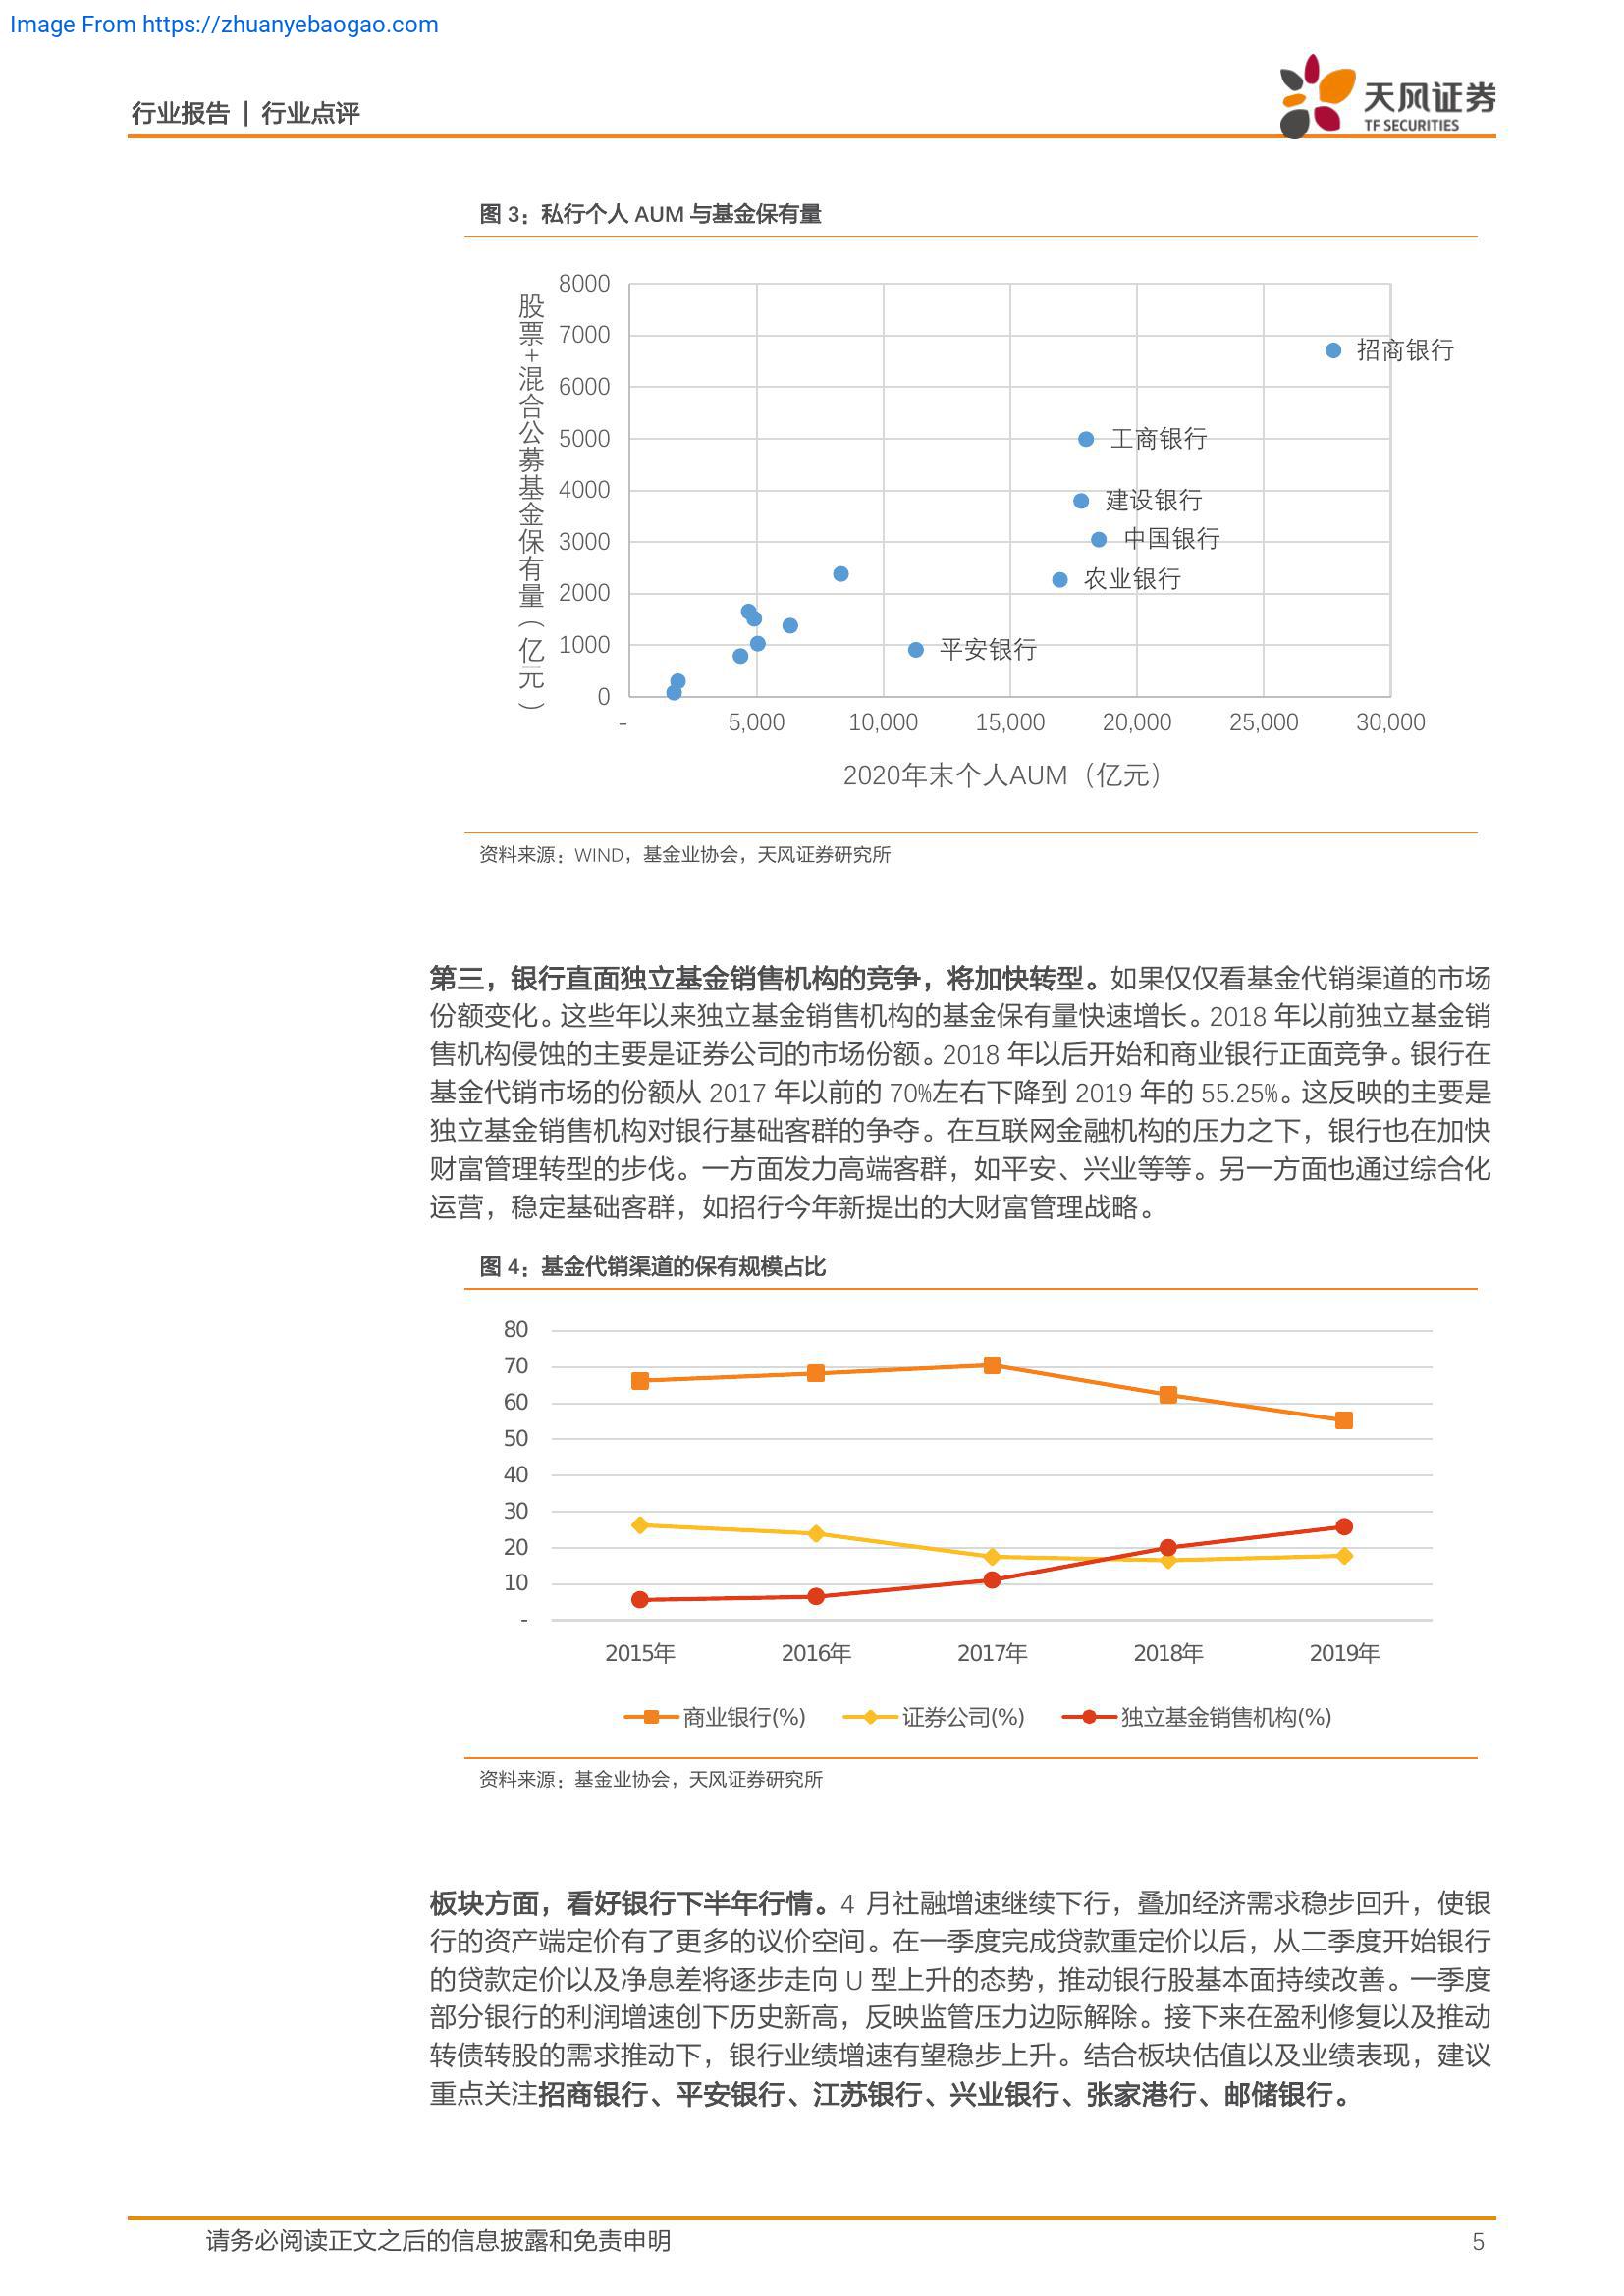 Image From https://zhuanyebaogao.com
行业报告 | 行业点评
天风证券
TF SECURITIES
图 3：私行个人 AUM 与基金保有量
股票+混合公募基金保有量（亿元）
8000
7000
6000
5000
4000
3000
2000
1000
0
招商银行
工商银行
建设银行
中国银行
农业银行
平安银行
- 5,000 10,000 15,000 20,000 25,000 30,000
2020年末个人AUM（亿元）
资料来源：WIND，基金业协会，天风证券研究所
第三，银行直面独立基金销售机构的竞争，将加快转型。如果仅仅看基金代销渠道的市场
份额变化。这些年以来独立基金销售机构的基金保有量快速增长。2018 年以前独立基金销
售机构侵蚀的主要是证券公司的市场份额。2018 年以后开始和商业银行正面竞争。银行在
基金代销市场的份额从 2017 年以前的 70%左右下降到 2019 年的 55.25%。这反映的主要是
独立基金销售机构对银行基础客群的争夺。在互联网金融机构的压力之下，银行也在加快
财富管理转型的步伐。一方面发力高端客群，如平安、兴业等等。另一方面也通过综合化
运营，稳定基础客群，如招行今年新提出的大财富管理战略。
图 4：基金代销渠道的保有规模占比
80
70
60
50
40
30
20
10
-
2015年 2016年 2017年 2018年 2019年
商业银行(%) 证券公司(%) 独立基金销售机构(%)
资料来源：基金业协会，天风证券研究所
板块方面，看好银行下半年行情。4 月社融增速继续下行，叠加经济需求稳步回升，使银
行的资产端定价有了更多的议价空间。在一季度完成贷款重定价以后，从二季度开始银行
的贷款定价以及净息差将逐步走向 U 型上升的态势，推动银行股基本面持续改善。一季度
部分银行的利润增速创下历史新高，反映监管压力边际解除。接下来在盈利修复以及推动
转债转股的需求推动下，银行业绩增速有望稳步上升。结合板块估值以及业绩表现，建议
重点关注招商银行、平安银行、江苏银行、兴业银行、张家港行、邮储银行。
请务必阅读正文之后的信息披露和免责申明
5